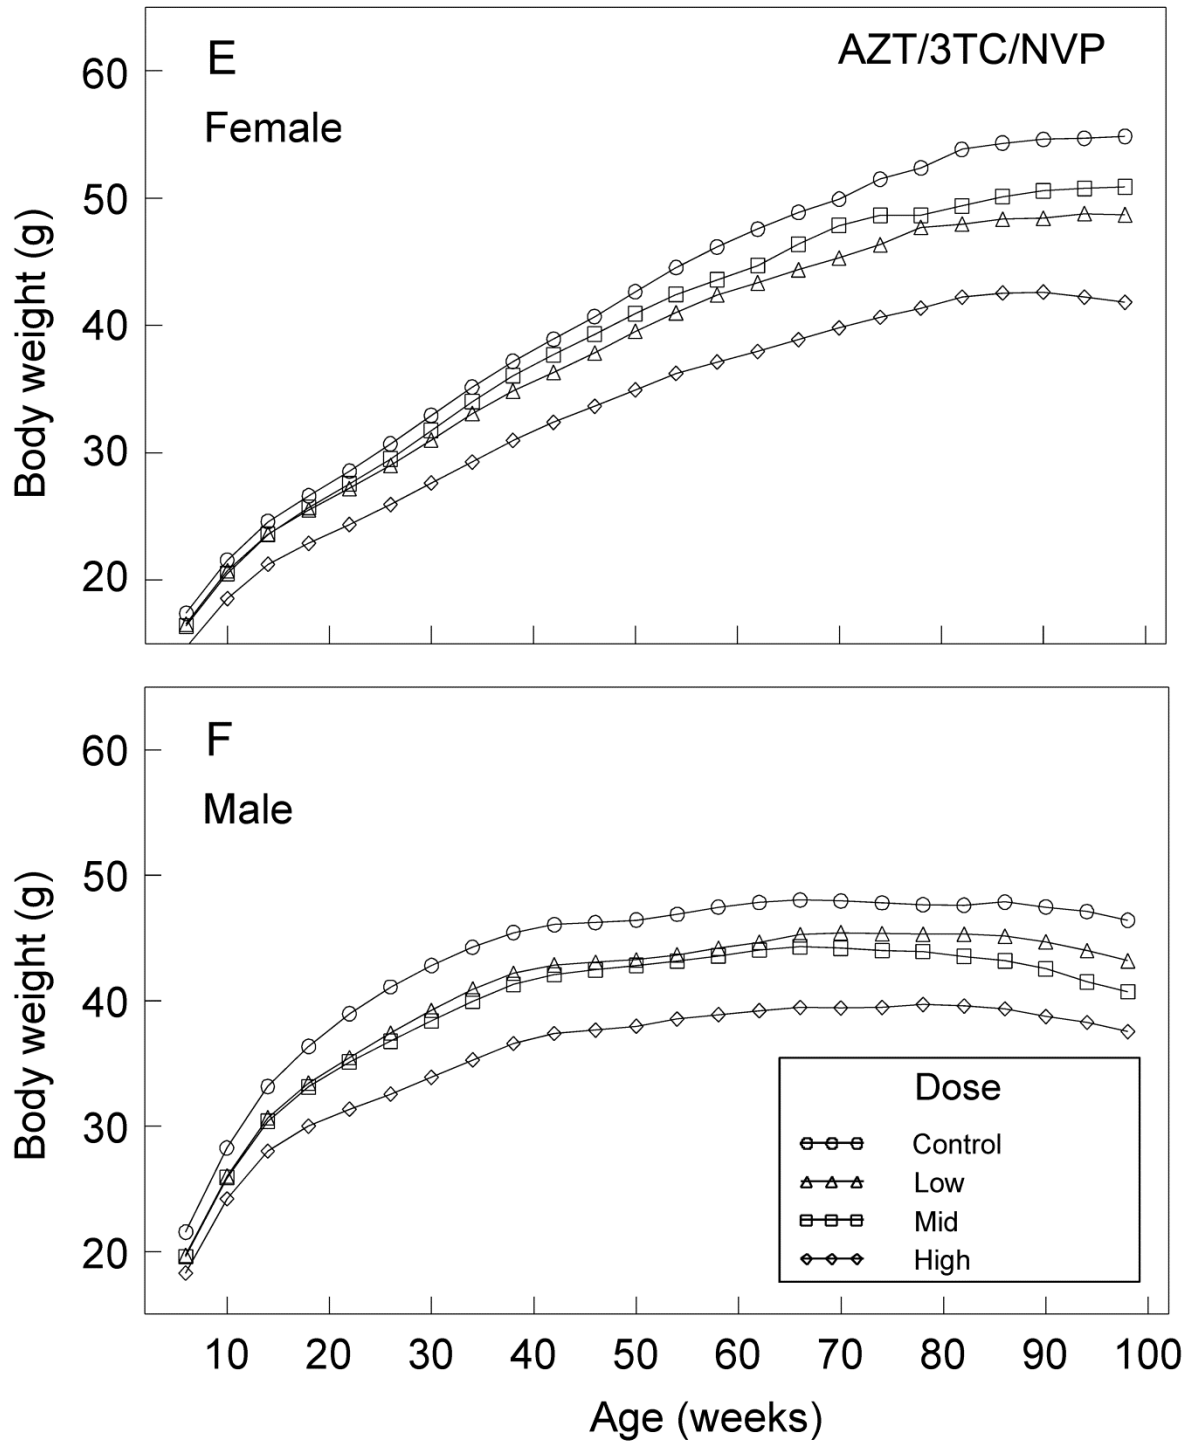 E
AZT/3TC/NVP
Female
60
50
40
30
20
Body weight (g)
F
Male
60
50
40
30
20
Body weight (g)
Dose
Control
Low
Mid
High
10 20 30 40 50 60 70 80 90 100
Age (weeks)